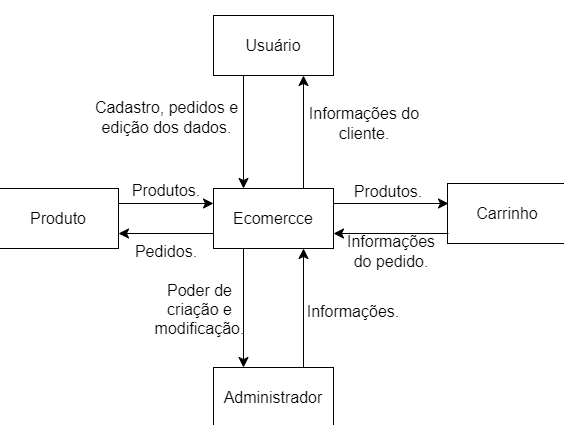 Usuário
Cadastro, pedidos e
edição dos dados.
Informações do
cliente.
Produtos.
Produtos.
Produto
Ecomercce
Carrinho
Pedidos.
Informações
do pedido.
Poder de
criação e
modificação.
Informações.
Administrador